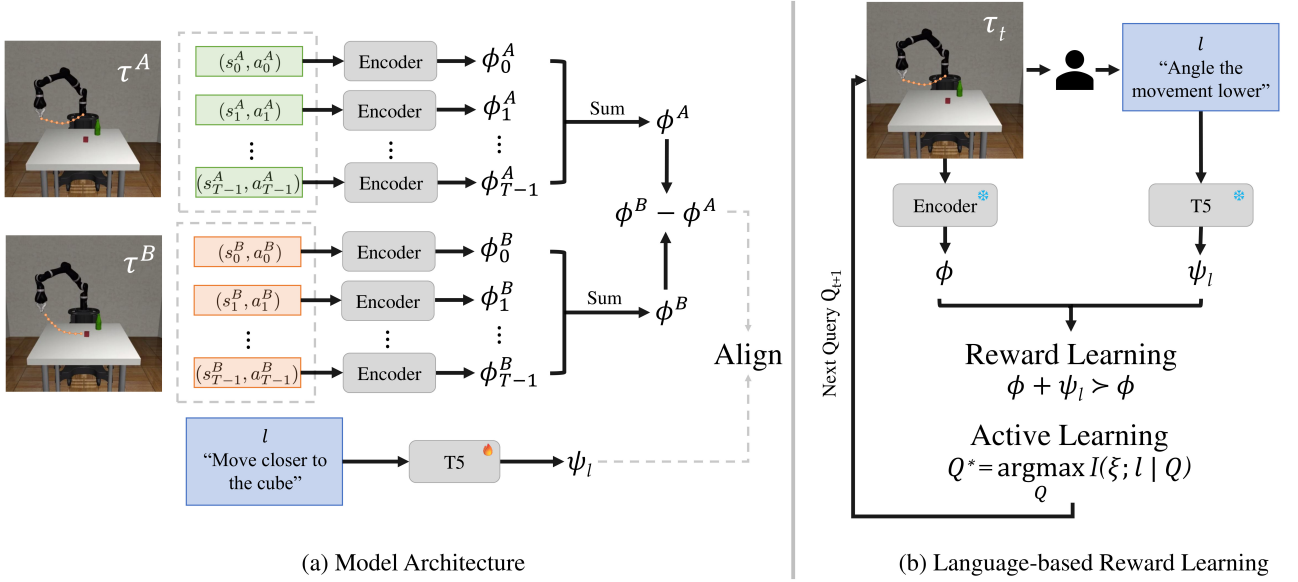 τ^A
(s_0^A, a_0^A)
Encoder
ϕ_0^A
(s_1^A, a_1^A)
Encoder
ϕ_1^A
⋮
⋮
⋮
(s_{T−1}^A, a_{T−1}^A)
Encoder
ϕ_{T−1}^A
Sum
ϕ^A
ϕ^B − ϕ^A
τ^B
(s_0^B, a_0^B)
Encoder
ϕ_0^B
(s_1^B, a_1^B)
Encoder
ϕ_1^B
⋮
⋮
⋮
(s_{T−1}^B, a_{T−1}^B)
Encoder
ϕ_{T−1}^B
Sum
ϕ^B
Align
l
“Move closer to
the cube”
T5
ψ_l
(a) Model Architecture
τ_t
l
“Angle the
movement lower”
Encoder
T5
ϕ
ψ_l
Next Query Q_{t+1}
Reward Learning
ϕ + ψ_l ≻ ϕ
Active Learning
Q* = argmax I(ξ; l | Q)
Q
(b) Language-based Reward Learning